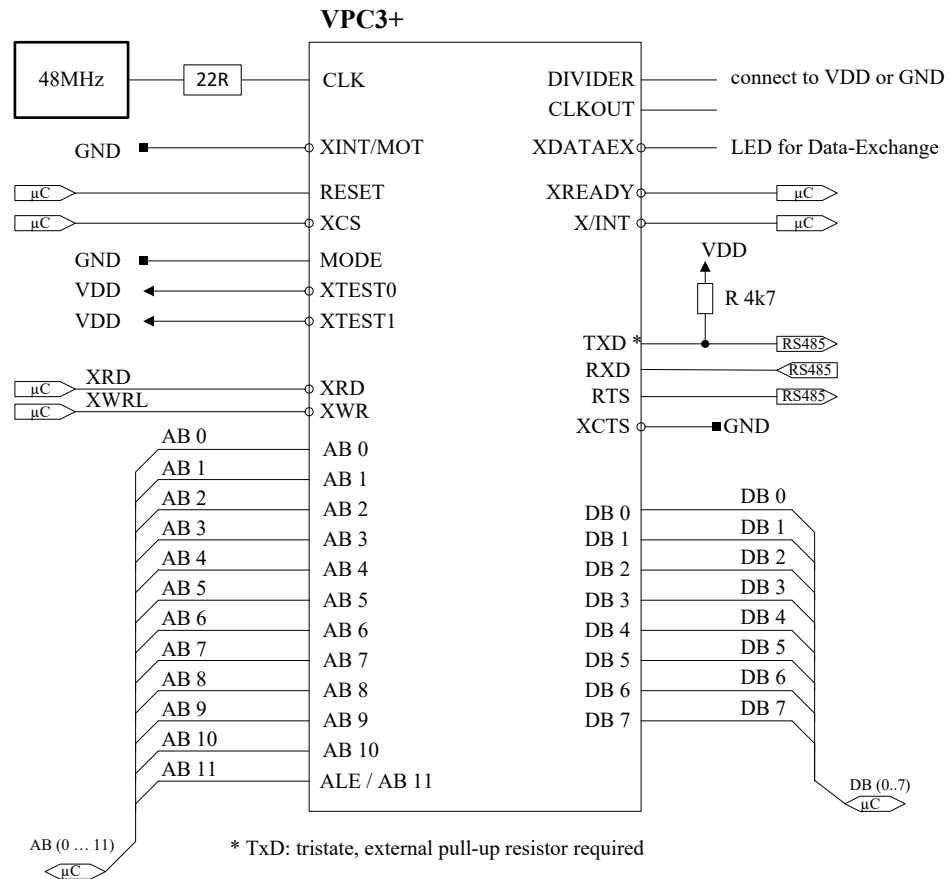 VPC3+
48MHz
22R
CLK
DIVIDER
connect to VDD or GND
CLKOUT
GND
XINT/MOT
XDATAEX
LED for Data-Exchange
µC
RESET
XREADY
µC
µC
XCS
X/INT
µC
GND
MODE
VDD
VDD
XTEST0
R 4k7
VDD
XTEST1
TXD *
RS485
RXD
RS485
µC
XRD
XRD
RTS
RS485
µC
XWRL
XWR
XCTS
GND
AB 0
AB 0
AB 1
AB 1
AB 2
AB 2
DB 0
DB 0
AB 3
AB 3
DB 1
DB 1
AB 4
AB 4
DB 2
DB 2
AB 5
AB 5
DB 3
DB 3
AB 6
AB 6
DB 4
DB 4
AB 7
AB 7
DB 5
DB 5
AB 8
AB 8
DB 6
DB 6
AB 9
AB 9
DB 7
DB 7
AB 10
AB 10
AB 11
ALE / AB 11
DB (0..7)
µC
AB (0 … 11)
µC
* TxD: tristate, external pull-up resistor required